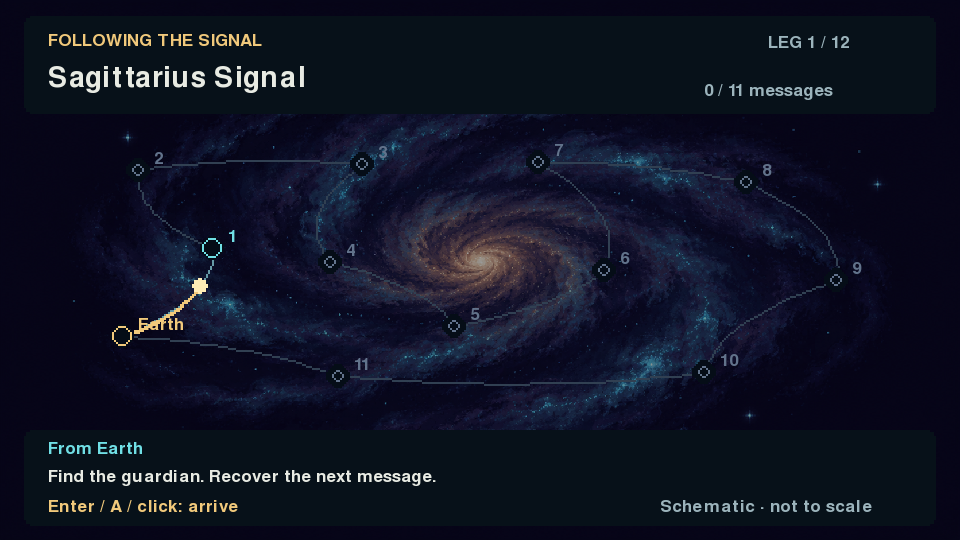 FOLLOWING THE SIGNAL
LEG 1 / 12
Sagittarius Signal
0 / 11 messages
2
3
7
8
1
4
6
9
Earth
5
11
10
From Earth
Find the guardian. Recover the next message.
Enter / A / click: arrive
Schematic · not to scale